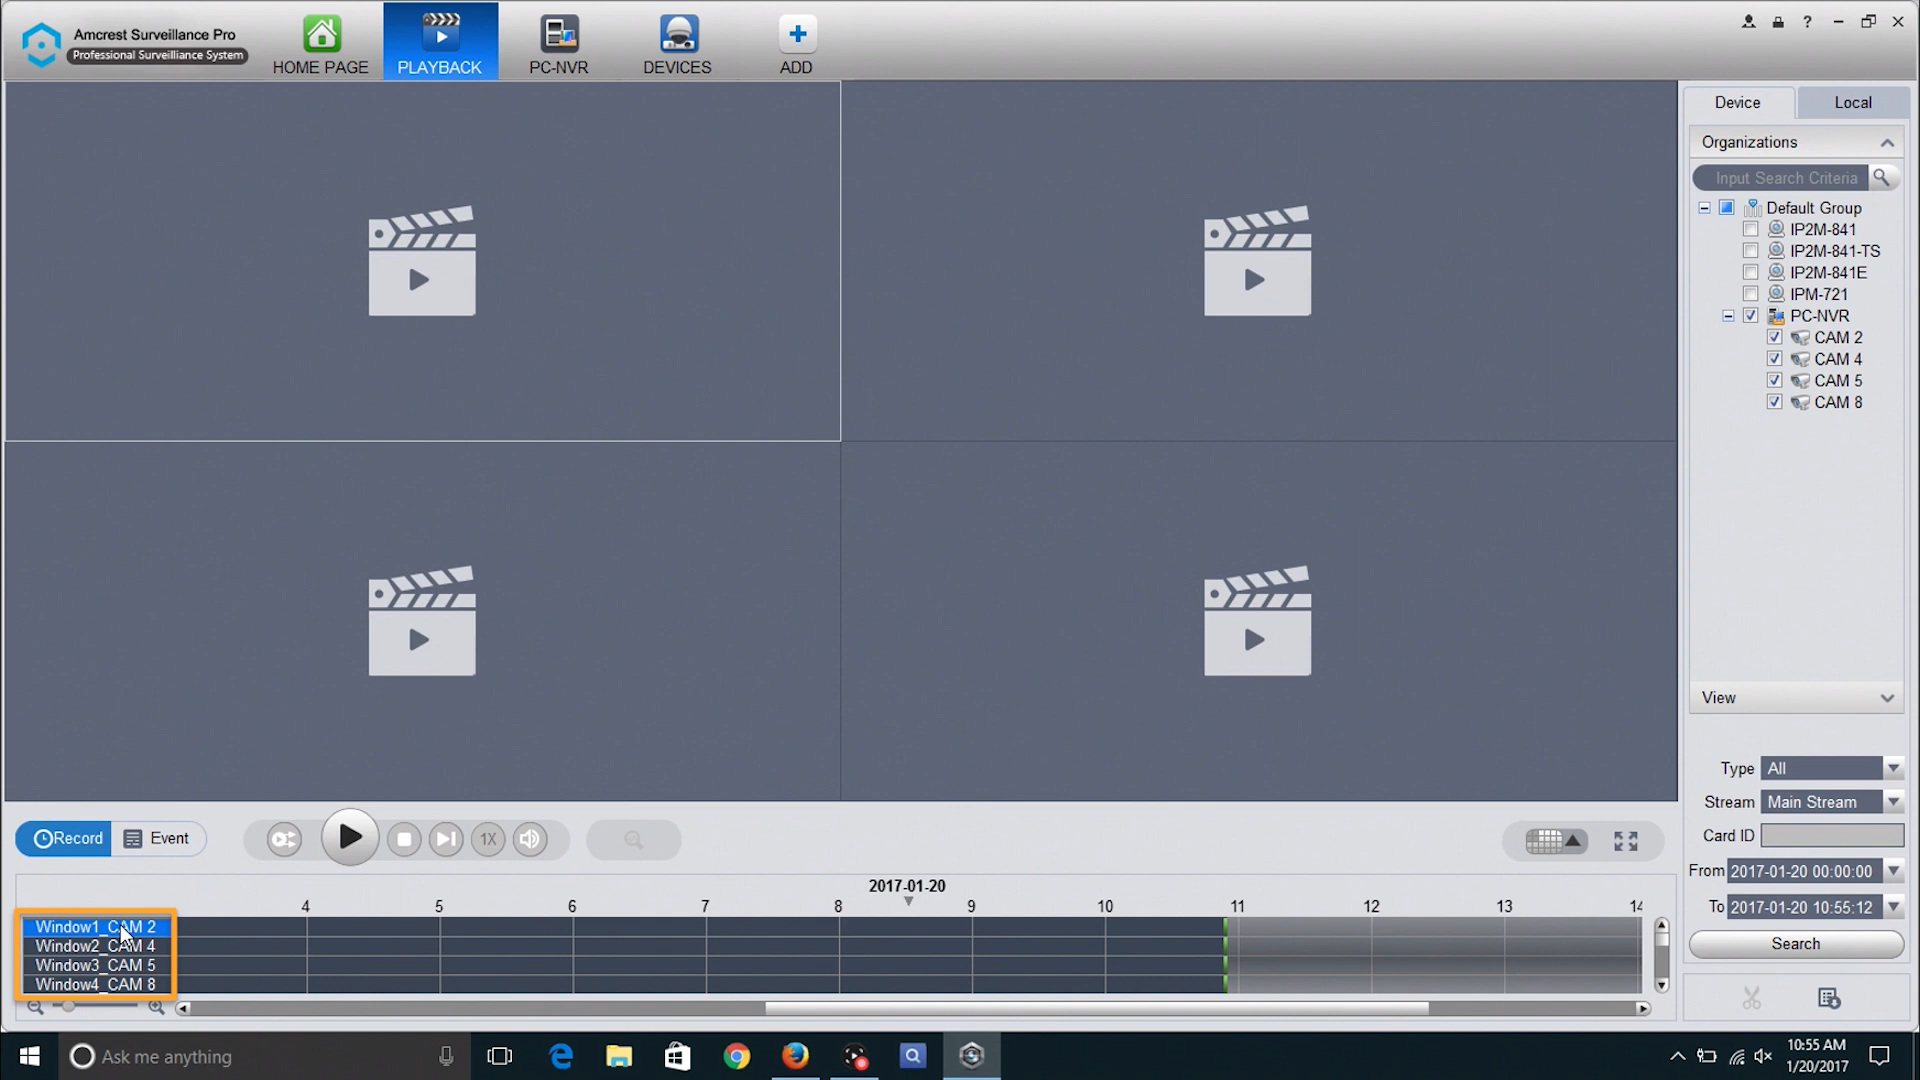 Amcrest Surveillance Pro
Professional Surveillance System
HOME PAGE
PLAYBACK
PC-NVR
DEVICES
ADD
?
Device
Local
Organizations
Input Search Criteria
Default Group
IP2M-841
IP2M-841-TS
IP2M-841E
IPM-721
PC-NVR
CAM 2
CAM 4
CAM 5
CAM 8
View
Type All
Stream Main Stream
Card ID
From 2017-01-20 00:00:00
To 2017-01-20 10:55:12
Search
Record
Event
1X
2017-01-20
4 5 6 7 8 9 10 11 12 13 14
Window1_CAM 2
Window2_CAM 4
Window3_CAM 5
Window4_CAM 8
Ask me anything
10:55 AM
1/20/2017